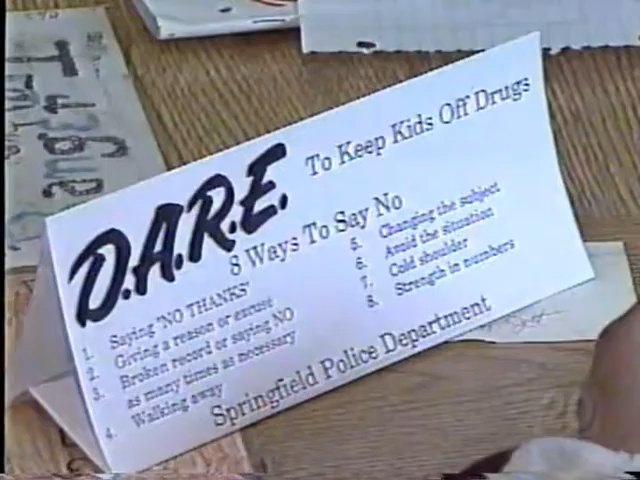 D.A.R.E. To Keep Kids Off Drugs
8 Ways To Say No
1. Saying "NO THANKS"
2. Giving a reason or excuse
3. Broken record or saying NO
as many times as necessary
4. Walking away
5. Changing the subject
6. Avoid the situation
7. Cold shoulder
8. Strength in numbers
Springfield Police Department